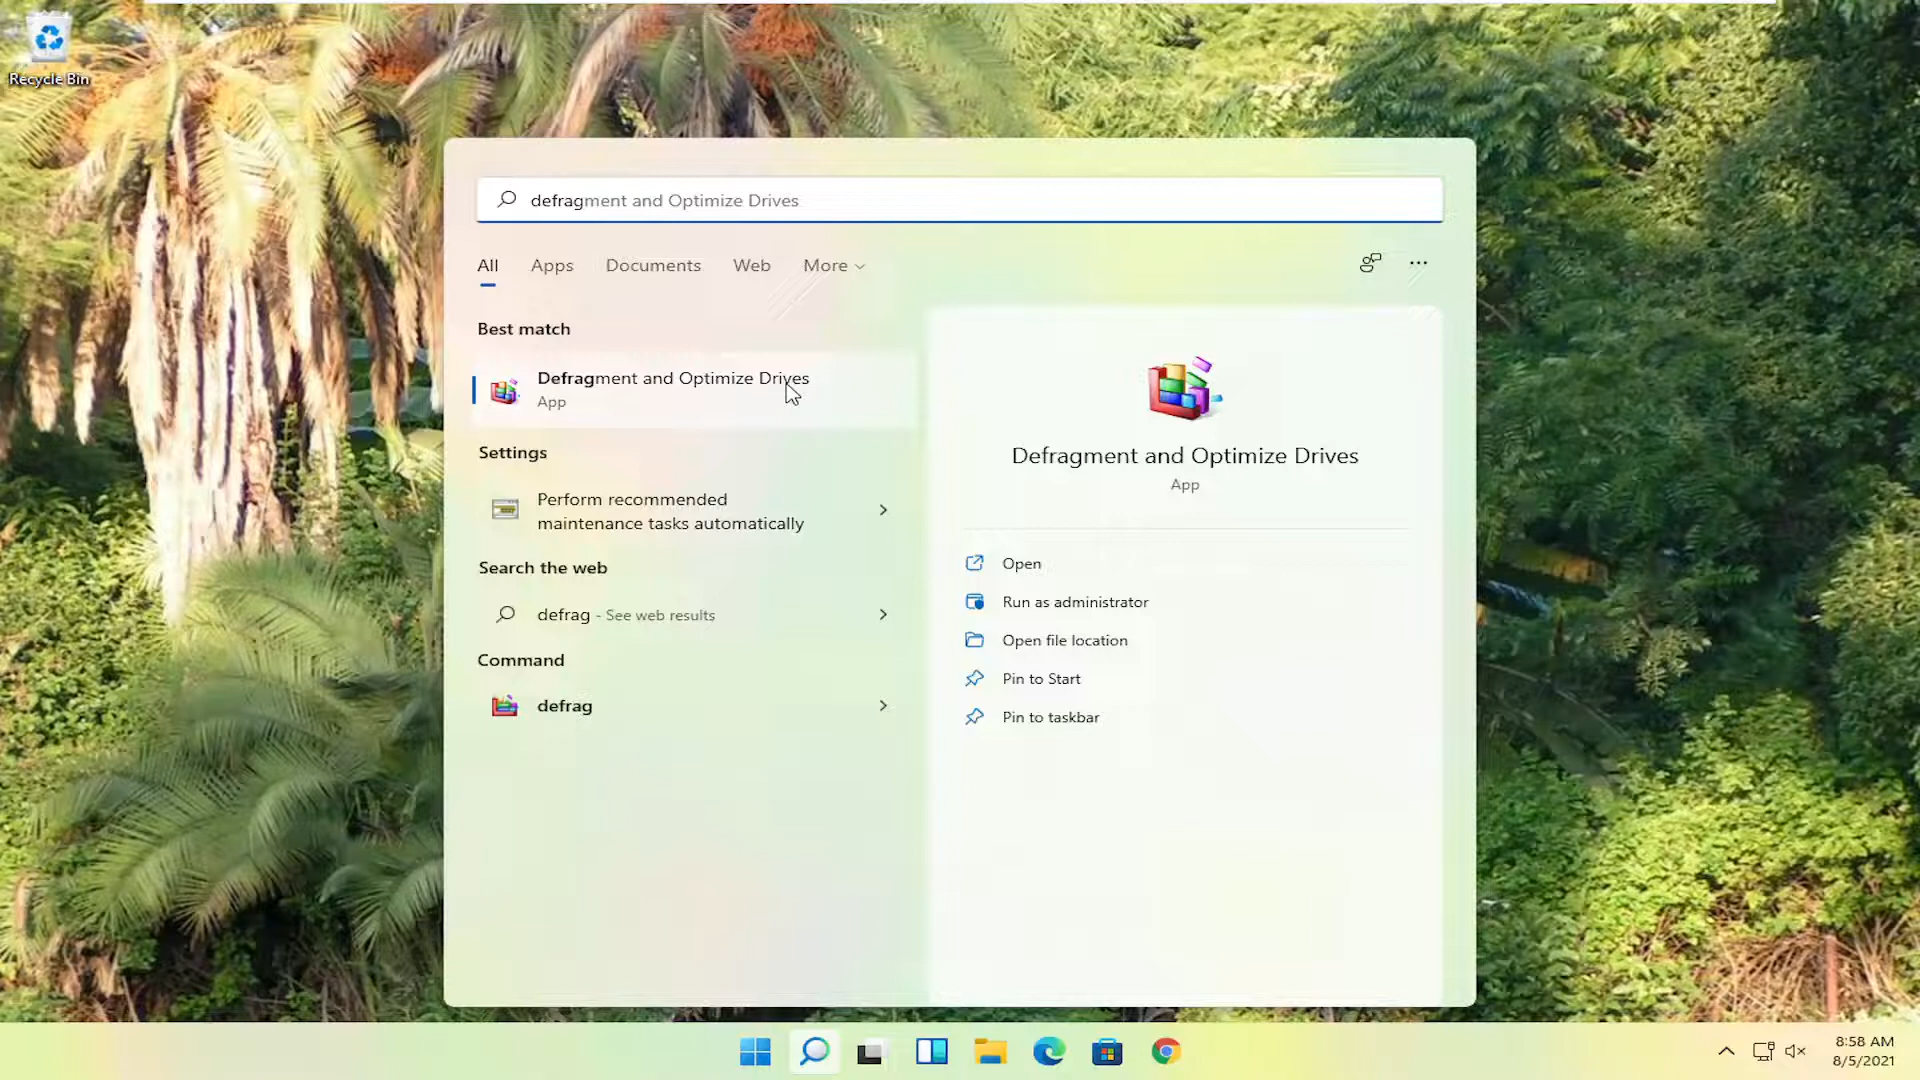 Recycle Bin
defragment and Optimize Drives
All Apps Documents Web More
Best match
Defragment and Optimize Drives
App
Settings
Perform recommended
maintenance tasks automatically
Search the web
defrag - See web results
Command
defrag
Defragment and Optimize Drives
App
Open
Run as administrator
Open file location
Pin to Start
Pin to taskbar
8:58 AM
8/5/2021